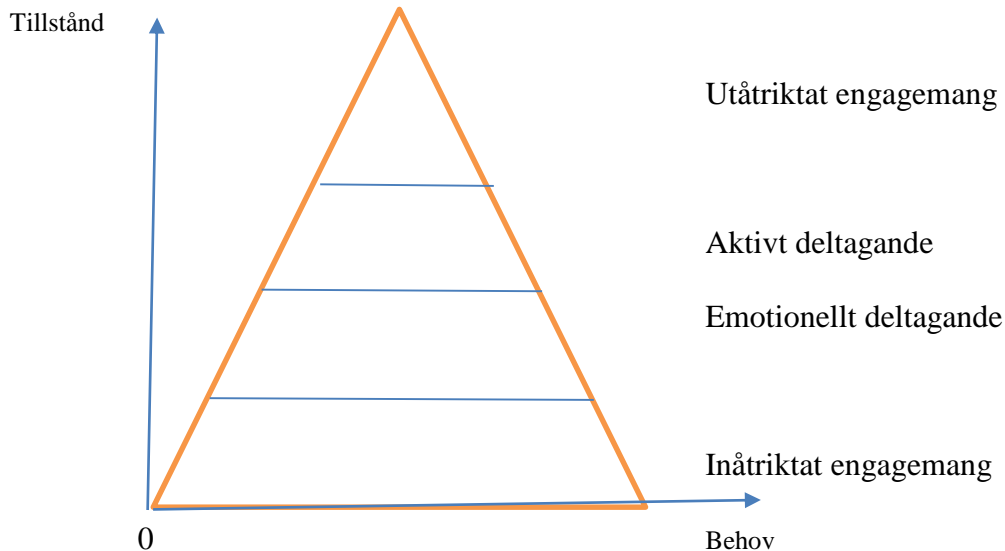 Tillstånd
Utåtriktat engagemang
Aktivt deltagande
Emotionellt deltagande
Inåtriktat engagemang
0
Behov